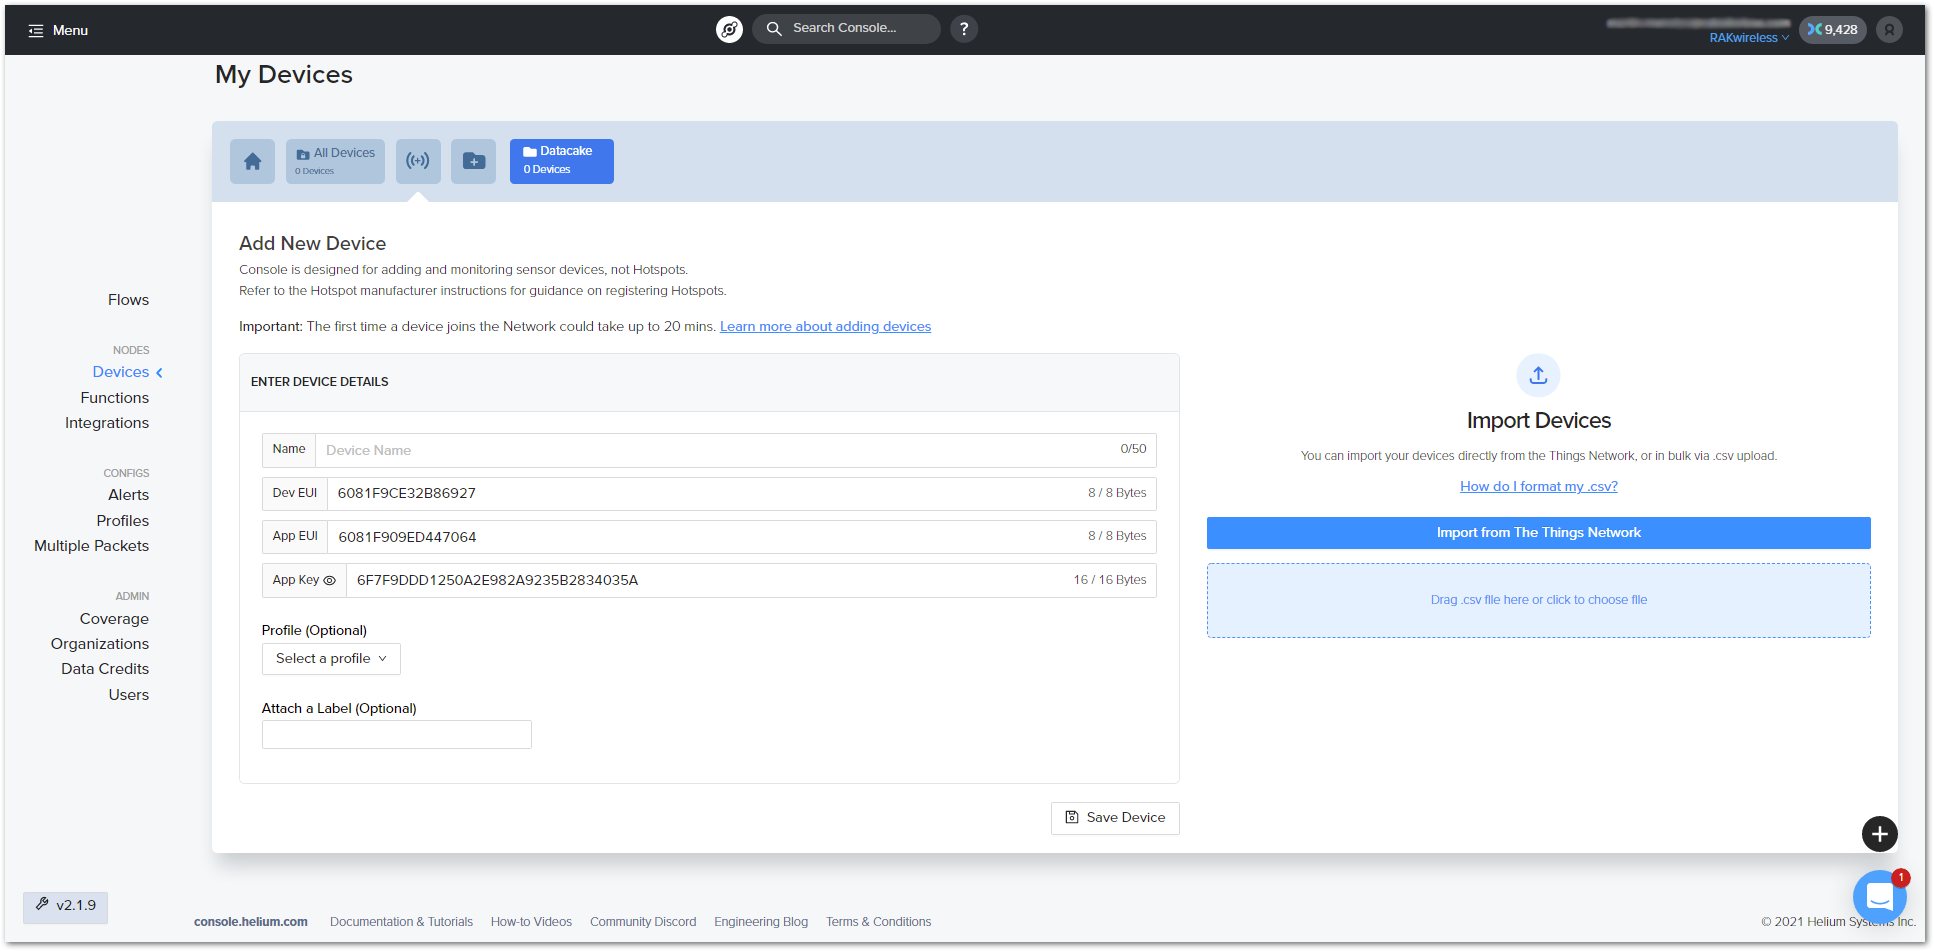 Menu
Search Console...
?
RAKwireless
9,428
My Devices
All Devices
0 Devices
Datacake
0 Devices
Add New Device
Console is designed for adding and monitoring sensor devices, not Hotspots.
Refer to the Hotspot manufacturer instructions for guidance on registering Hotspots.
Important: The first time a device joins the Network could take up to 20 mins. Learn more about adding devices
Flows
NODES
Devices
Functions
Integrations
CONFIGS
Alerts
Profiles
Multiple Packets
ADMIN
Coverage
Organizations
Data Credits
Users
ENTER DEVICE DETAILS
Name Device Name 0/50
Dev EUI 6081F9CE32B86927 8 / 8 Bytes
App EUI 6081F909ED447064 8 / 8 Bytes
App Key 6F7F9DDD1250A2E982A9235B2834035A 16 / 16 Bytes
Profile (Optional)
Select a profile
Attach a Label (Optional)
Save Device
Import Devices
You can import your devices directly from the Things Network, or in bulk via .csv upload.
How do I format my .csv?
Import from The Things Network
Drag .csv file here or click to choose file
1
v2.1.9
console.helium.com Documentation & Tutorials How-to Videos Community Discord Engineering Blog Terms & Conditions
© 2021 Helium Systems Inc.